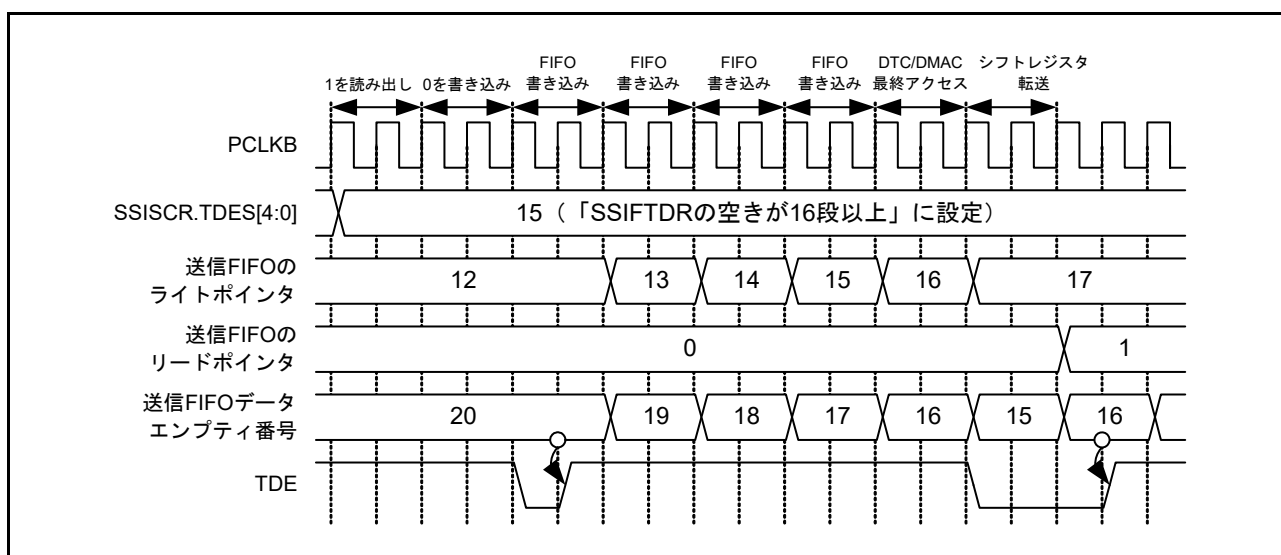 1を読み出し 0を書き込み FIFO 書き込み FIFO 書き込み FIFO 書き込み FIFO 書き込み DTC/DMAC 最終アクセス シフトレジスタ 転送
PCLKB
SSISCR.TDES[4:0] 15（「SSIFTDRの空きが16段以上」に設定）
送信FIFOの
ライトポインタ 12 13 14 15 16 17
送信FIFOの
リードポインタ 0 1
送信FIFOデータ
エンプティ番号 20 19 18 17 16 15 16
TDE